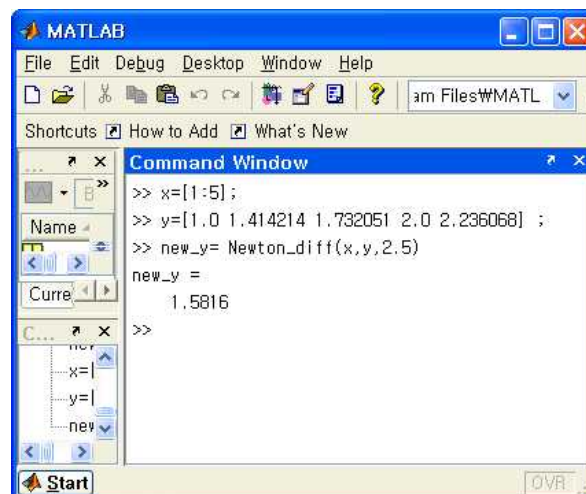 MATLAB
File Edit Debug Desktop Window Help
am Files₩MATL
Shortcuts How to Add What's New
... Command Window
B »
>> x=[1:5];
>> y=[1.0 1.414214 1.732051 2.0 2.236068] ;
Name
>> new_y= Newton_diff(x,y,2.5)
new_y =
Curre
1.5816
C...
>>
x=[
y=[
new
Start
OVR